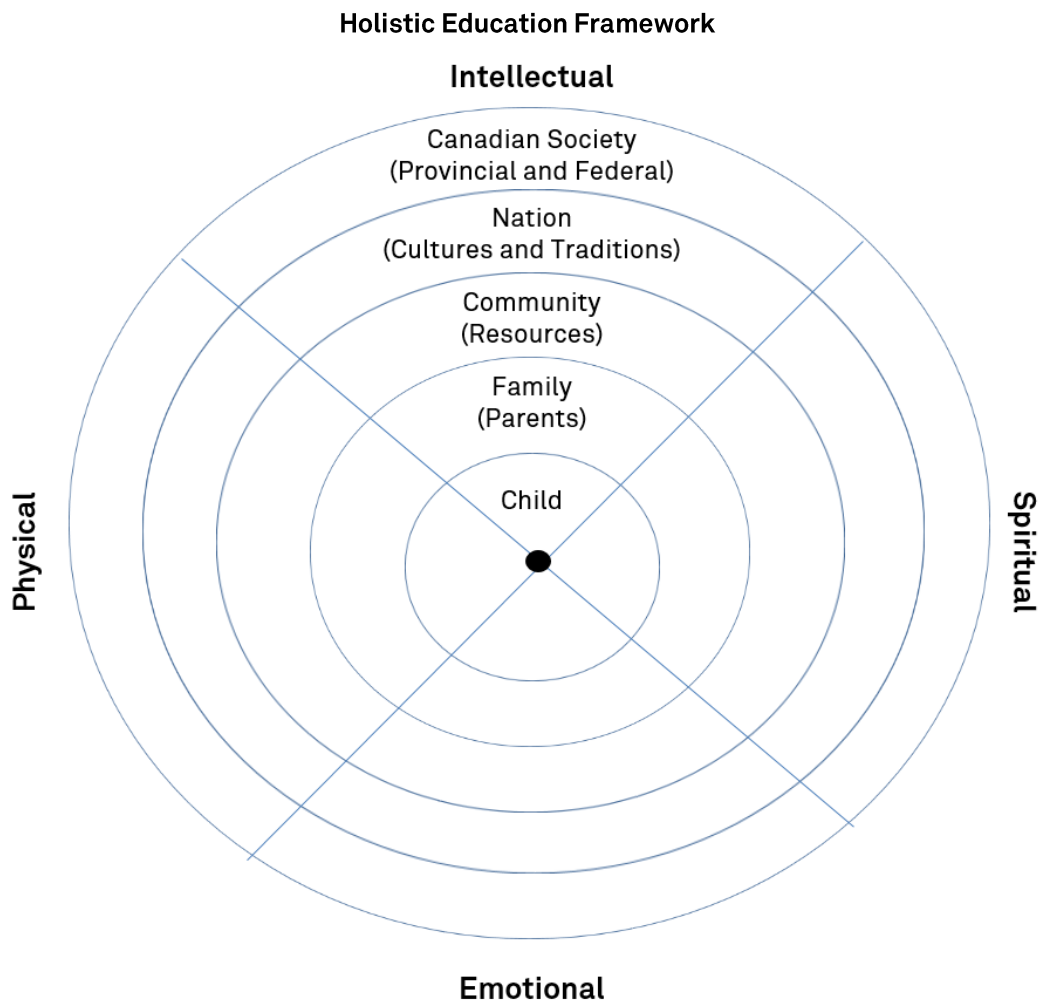 Holistic Education Framework
Intellectual
Canadian Society
(Provincial and Federal)
Nation
(Cultures and Traditions)
Community
(Resources)
Family
(Parents)
Child
Physical
Spiritual
Emotional